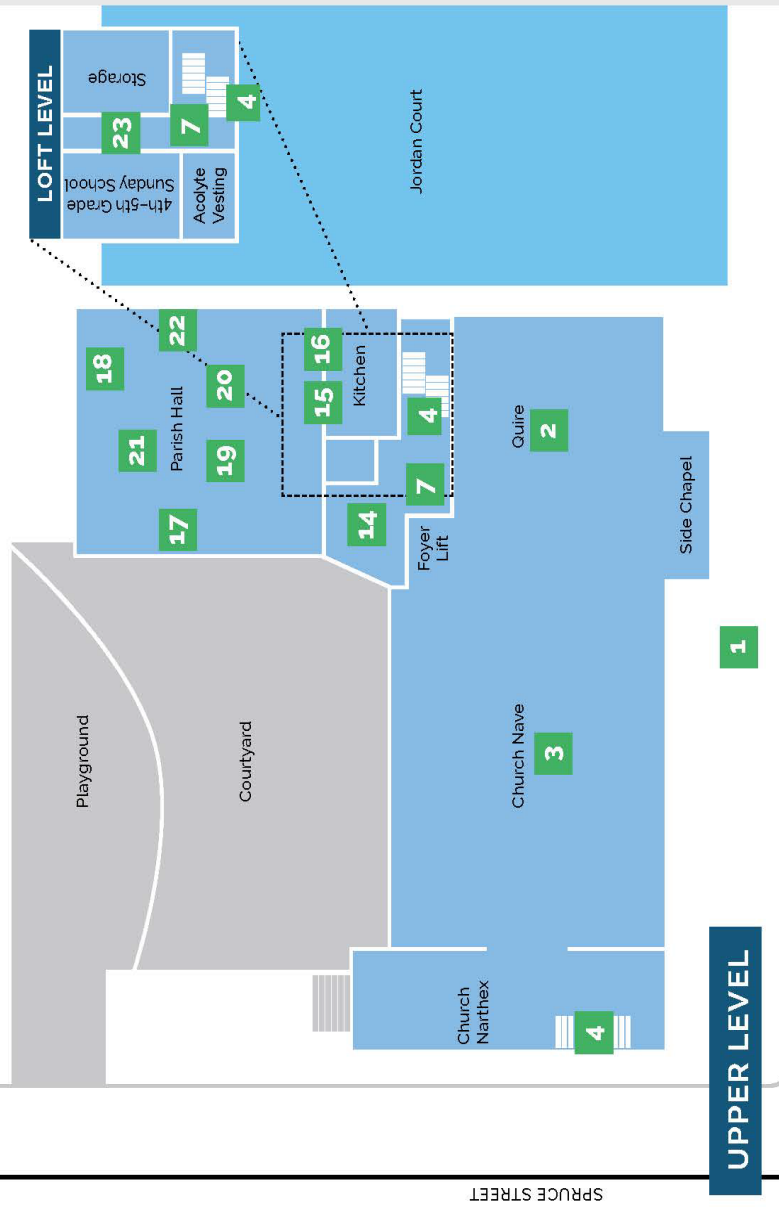 LOFT LEVEL
Storage
4th–5th Grade
Sunday School
Acolyte
Vesting
23
7
4
Jordan Court
18
22
21
Parish Hall
20
19
17
16
15
Kitchen
14
4
7
Foyer
Lift
Quire
2
Side Chapel
1
Playground
Courtyard
Church Nave
3
Church
Narthex
4
UPPER LEVEL
SPRUCE STREET